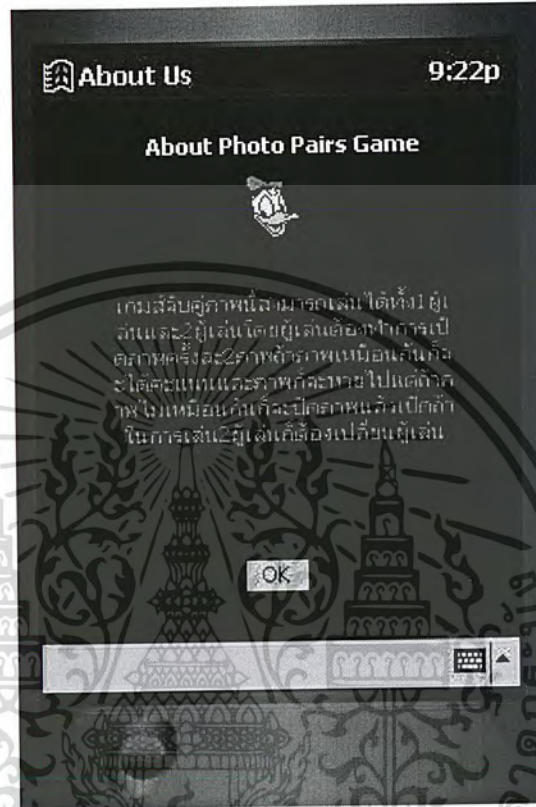 About Us
9:22p
About Photo Pairs Game
เกมส์จับคู่ภาพนี้สามารถเล่นได้ทั้ง1ผู้เ
ล่นและ2ผู้เล่นโดยผู้เล่นต้องทำการเปิ
ดภาพครั้งละ2ภาพถ้าภาพเหมือนกันก็จ
ะได้คะแนนและภาพก็จะหายไปแต่ถ้าภ
าพไม่เหมือนกันก็จะปิดภาพแล้วเปิดถ้า
ในการเล่น2ผู้เล่นก็ต้องเปลี่ยนผู้เล่น
OK